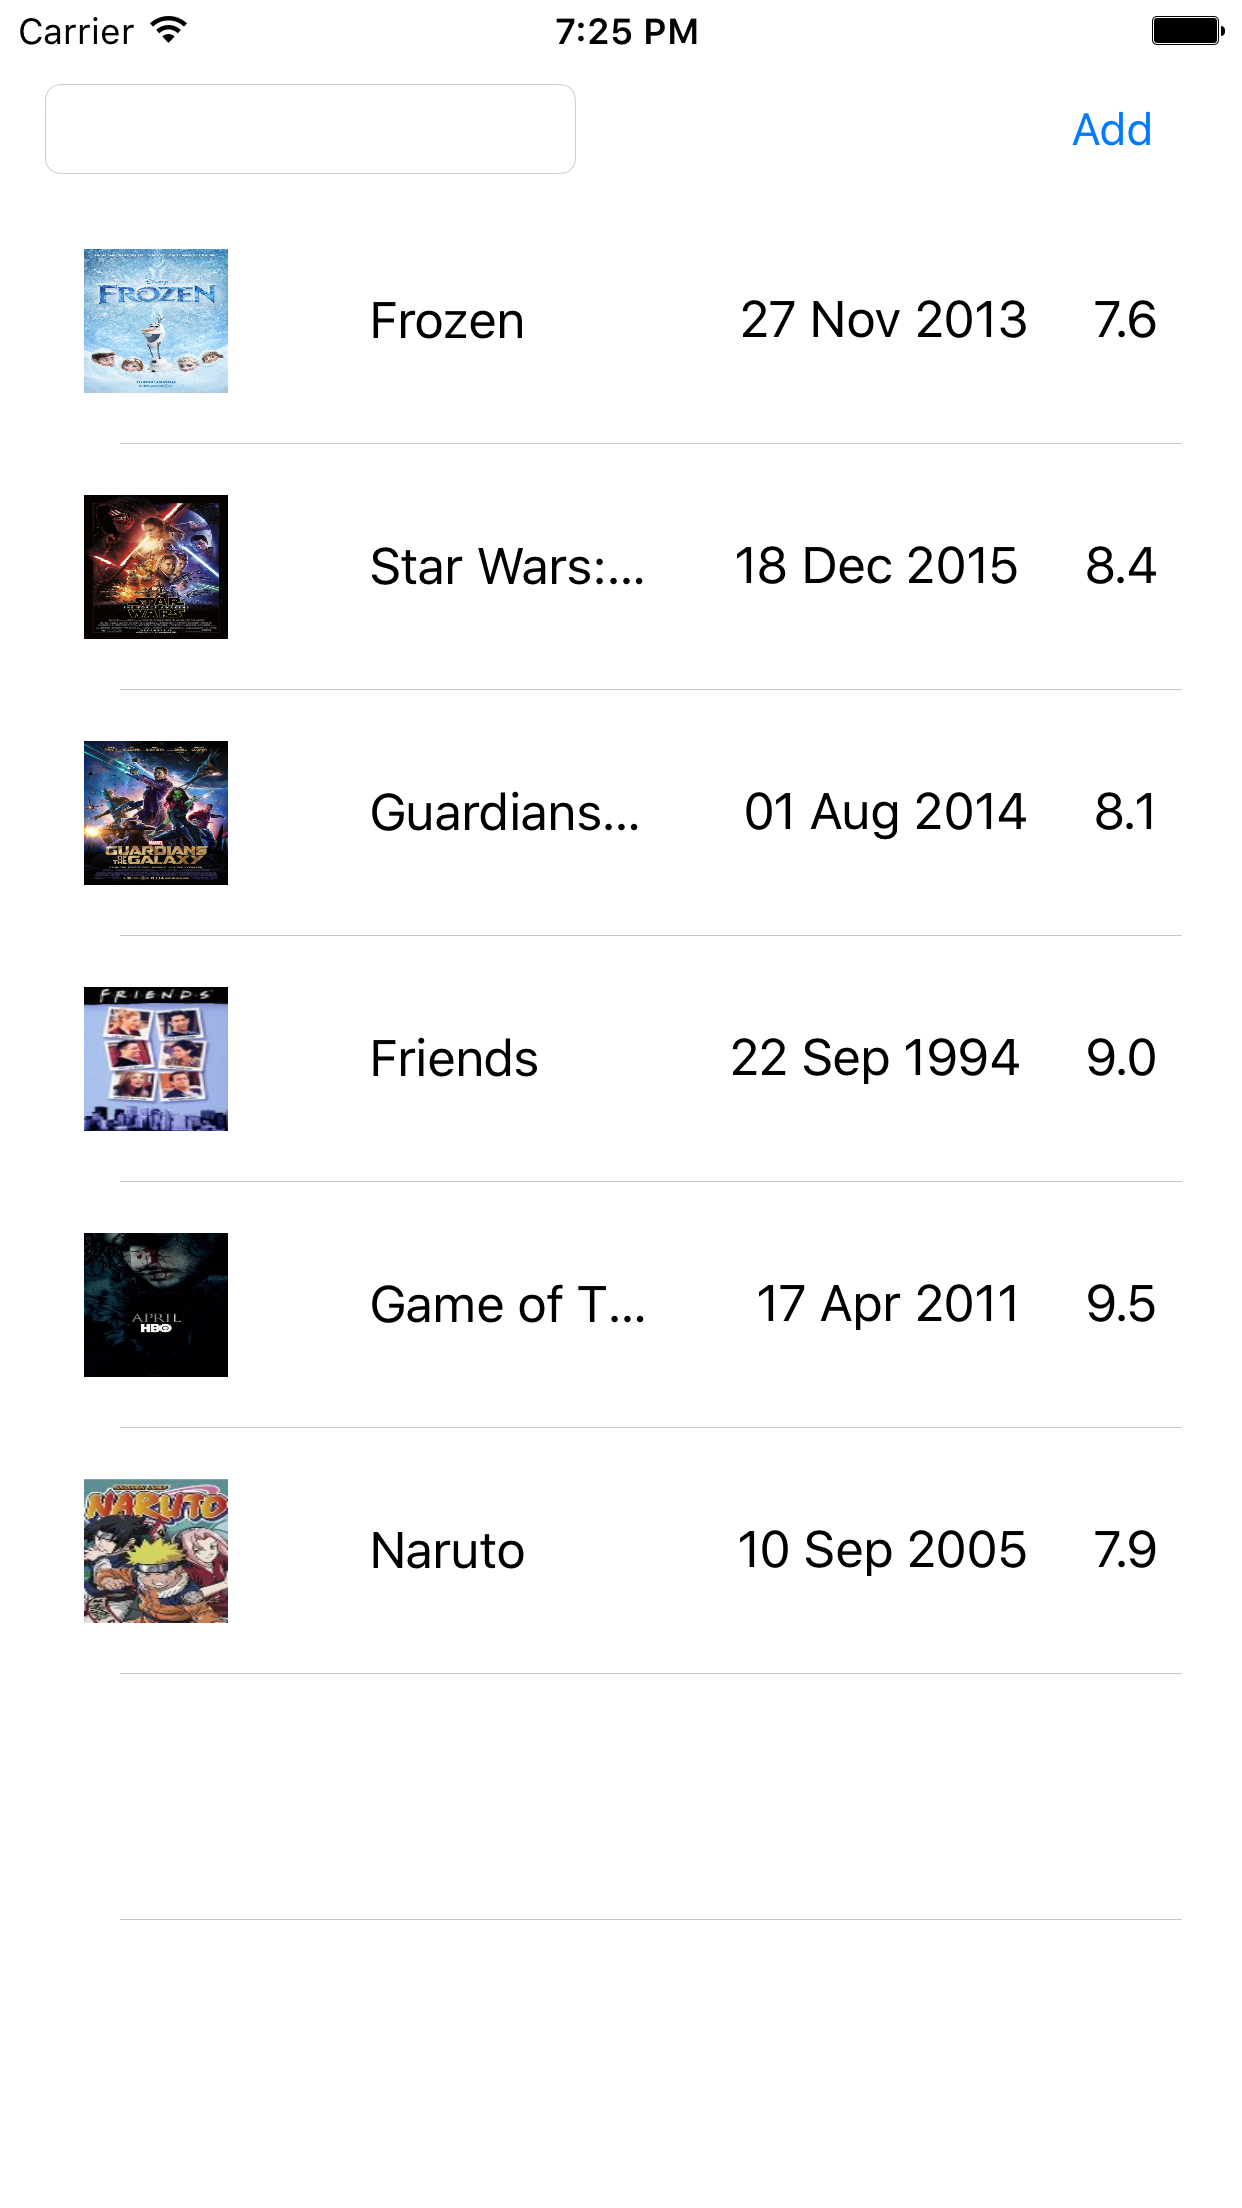 Carrier 7:25 PM
Add
FROZEN
Frozen 27 Nov 2013 7.6
STAR
WARS
Star Wars:... 18 Dec 2015 8.4
MARVEL
GUARDIANS
OF THE GALAXY
Guardians... 01 Aug 2014 8.1
FRIENDS
Friends 22 Sep 1994 9.0
APRIL
HBO
Game of T... 17 Apr 2011 9.5
NARUTO
Naruto 10 Sep 2005 7.9